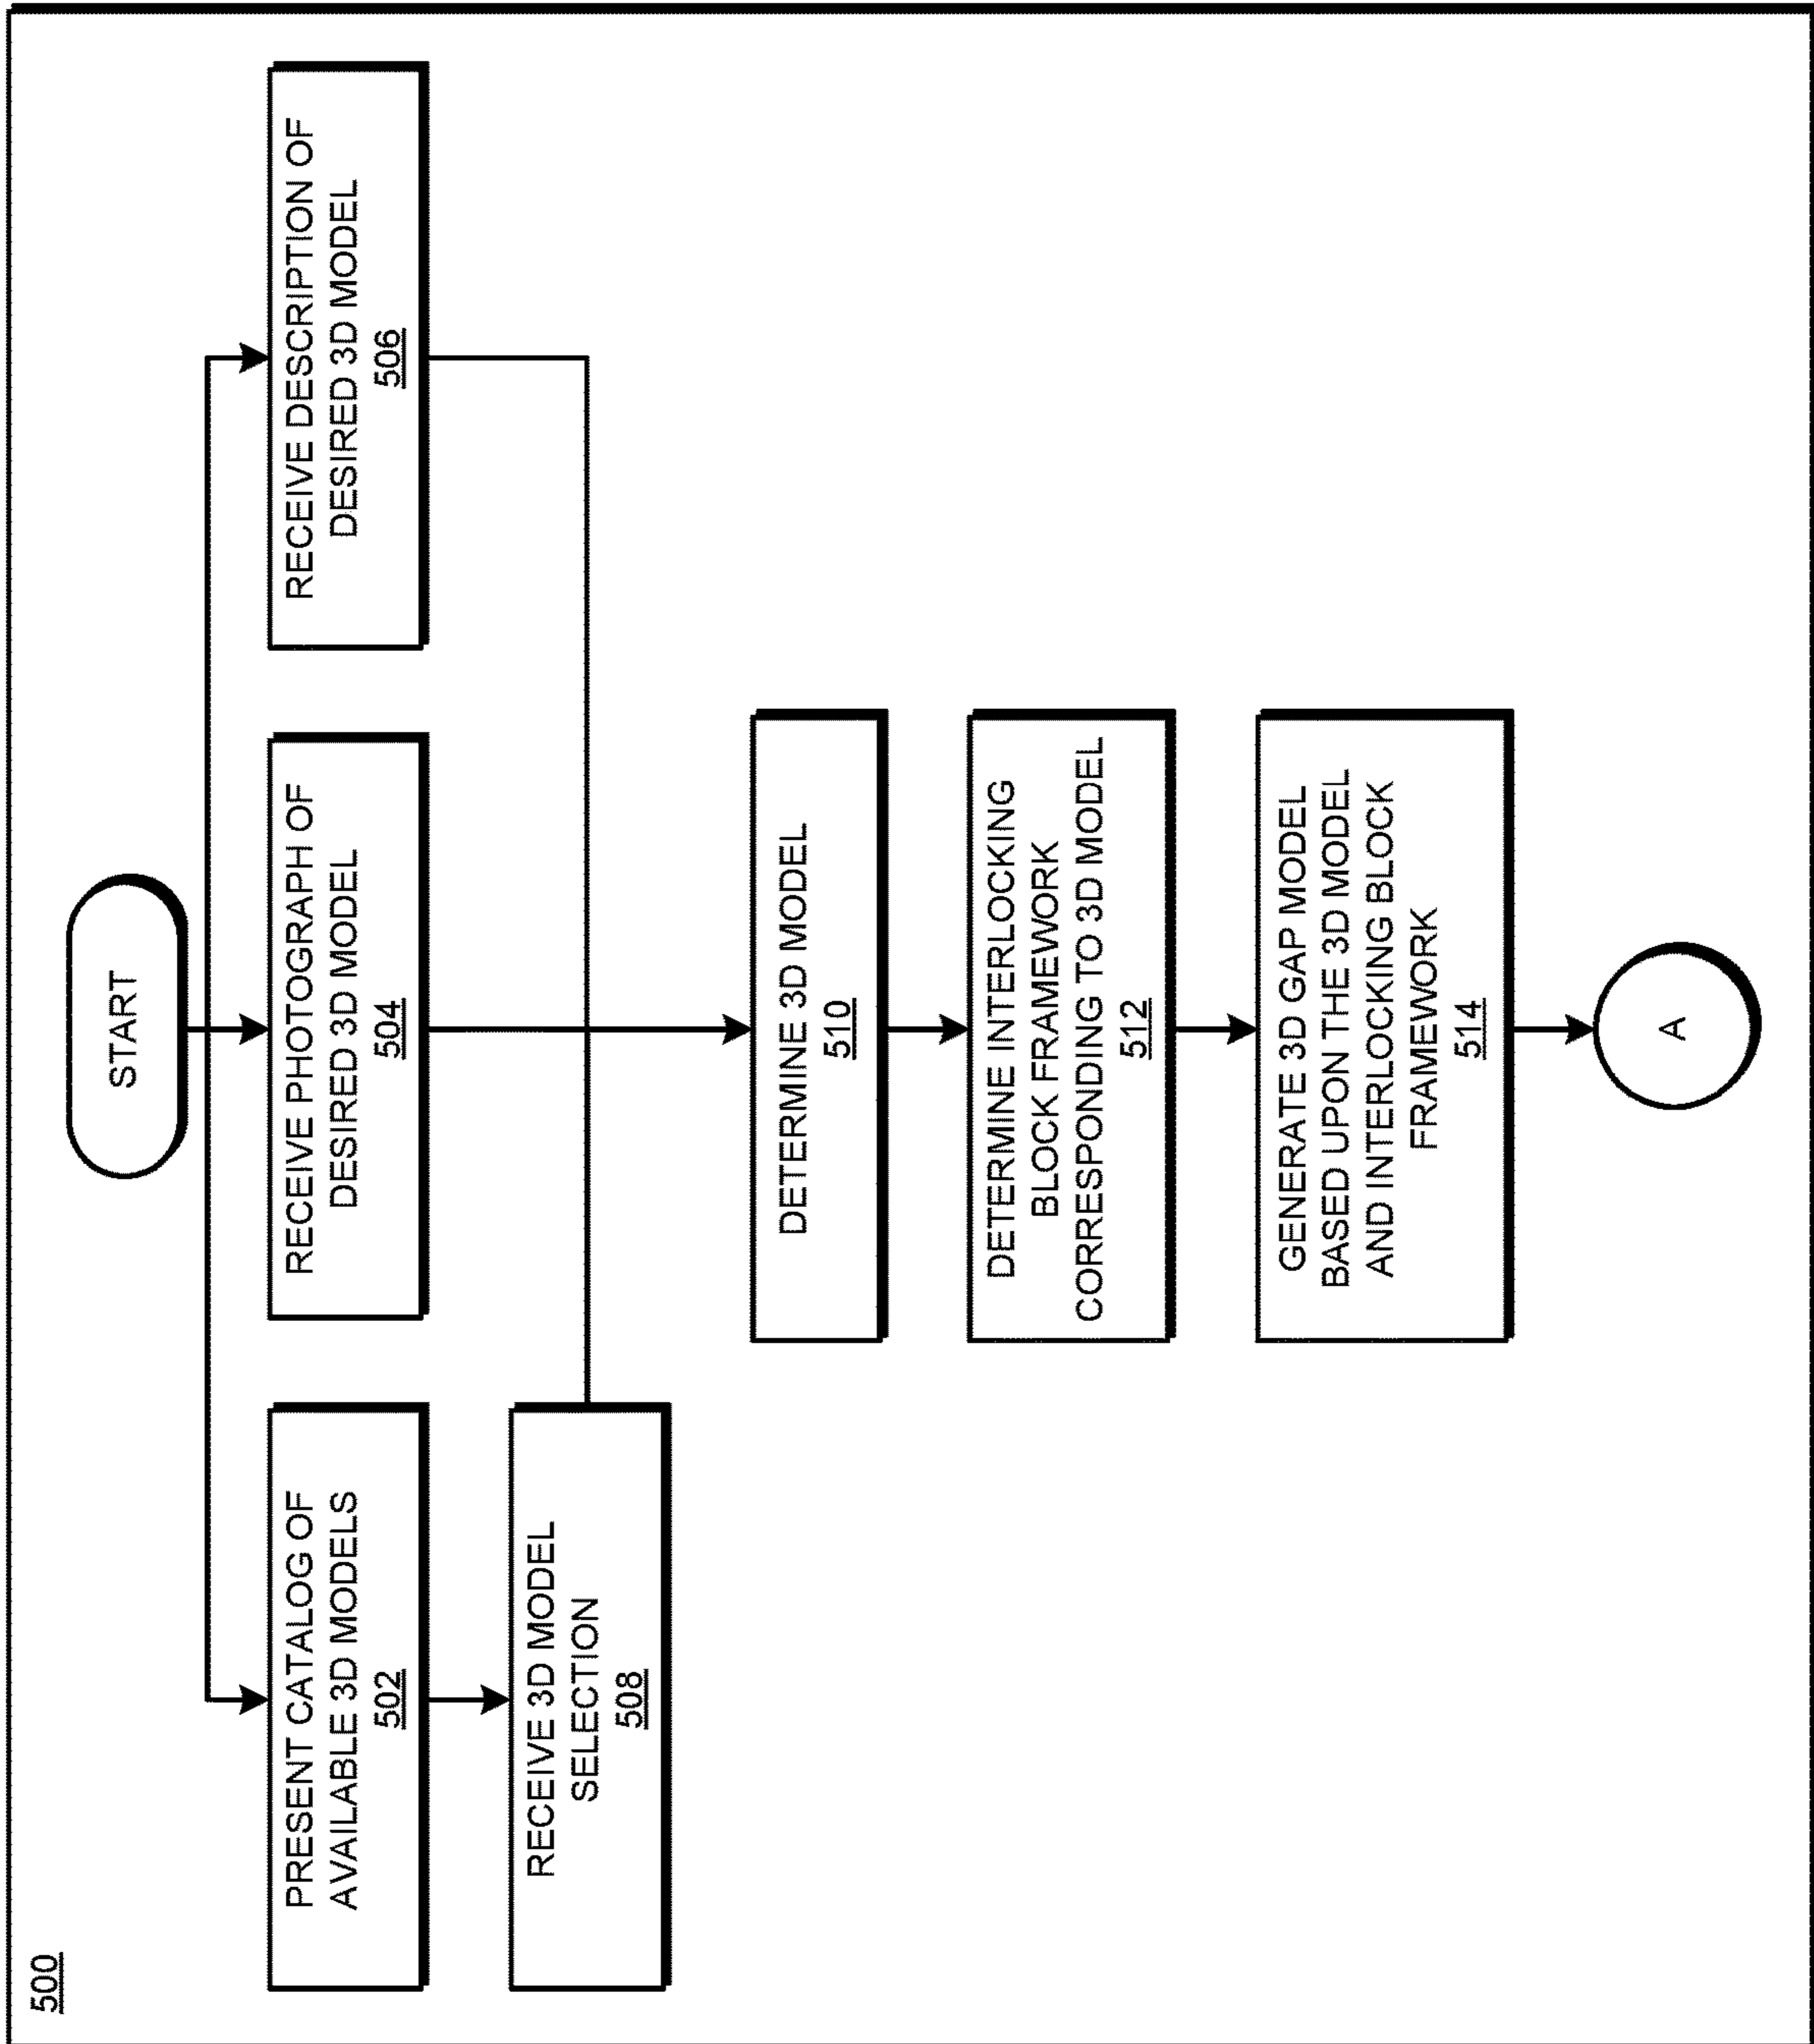 500
START
PRESENT CATALOG OF
AVAILABLE 3D MODELS
502
RECEIVE PHOTOGRAPH OF
DESIRED 3D MODEL
504
RECEIVE DESCRIPTION OF
DESIRED 3D MODEL
506
RECEIVE 3D MODEL
SELECTION
508
DETERMINE 3D MODEL
510
DETERMINE INTERLOCKING
BLOCK FRAMEWORK
CORRESPONDING TO 3D MODEL
512
GENERATE 3D GAP MODEL
BASED UPON THE 3D MODEL
AND INTERLOCKING BLOCK
FRAMEWORK
514
A